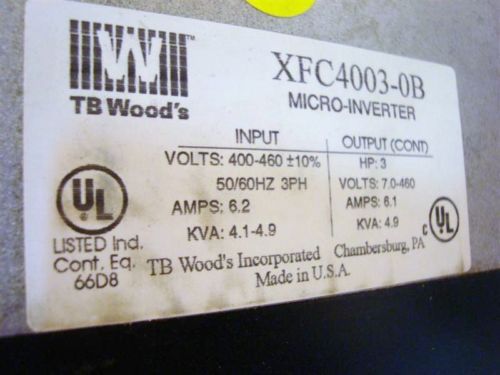 W
TM
TB Wood's
XFC4003-0B
MICRO-INVERTER
INPUT
VOLTS: 400-460 ±10%
50/60HZ 3PH
AMPS: 6.2
KVA: 4.1-4.9
OUTPUT (CONT)
HP: 3
VOLTS: 7.0-460
AMPS: 6.1
KVA: 4.9
UL
LISTED Ind.
Cont. Eq.
66D8
c UL
TB Wood's Incorporated Chambersburg, PA
Made in U.S.A.